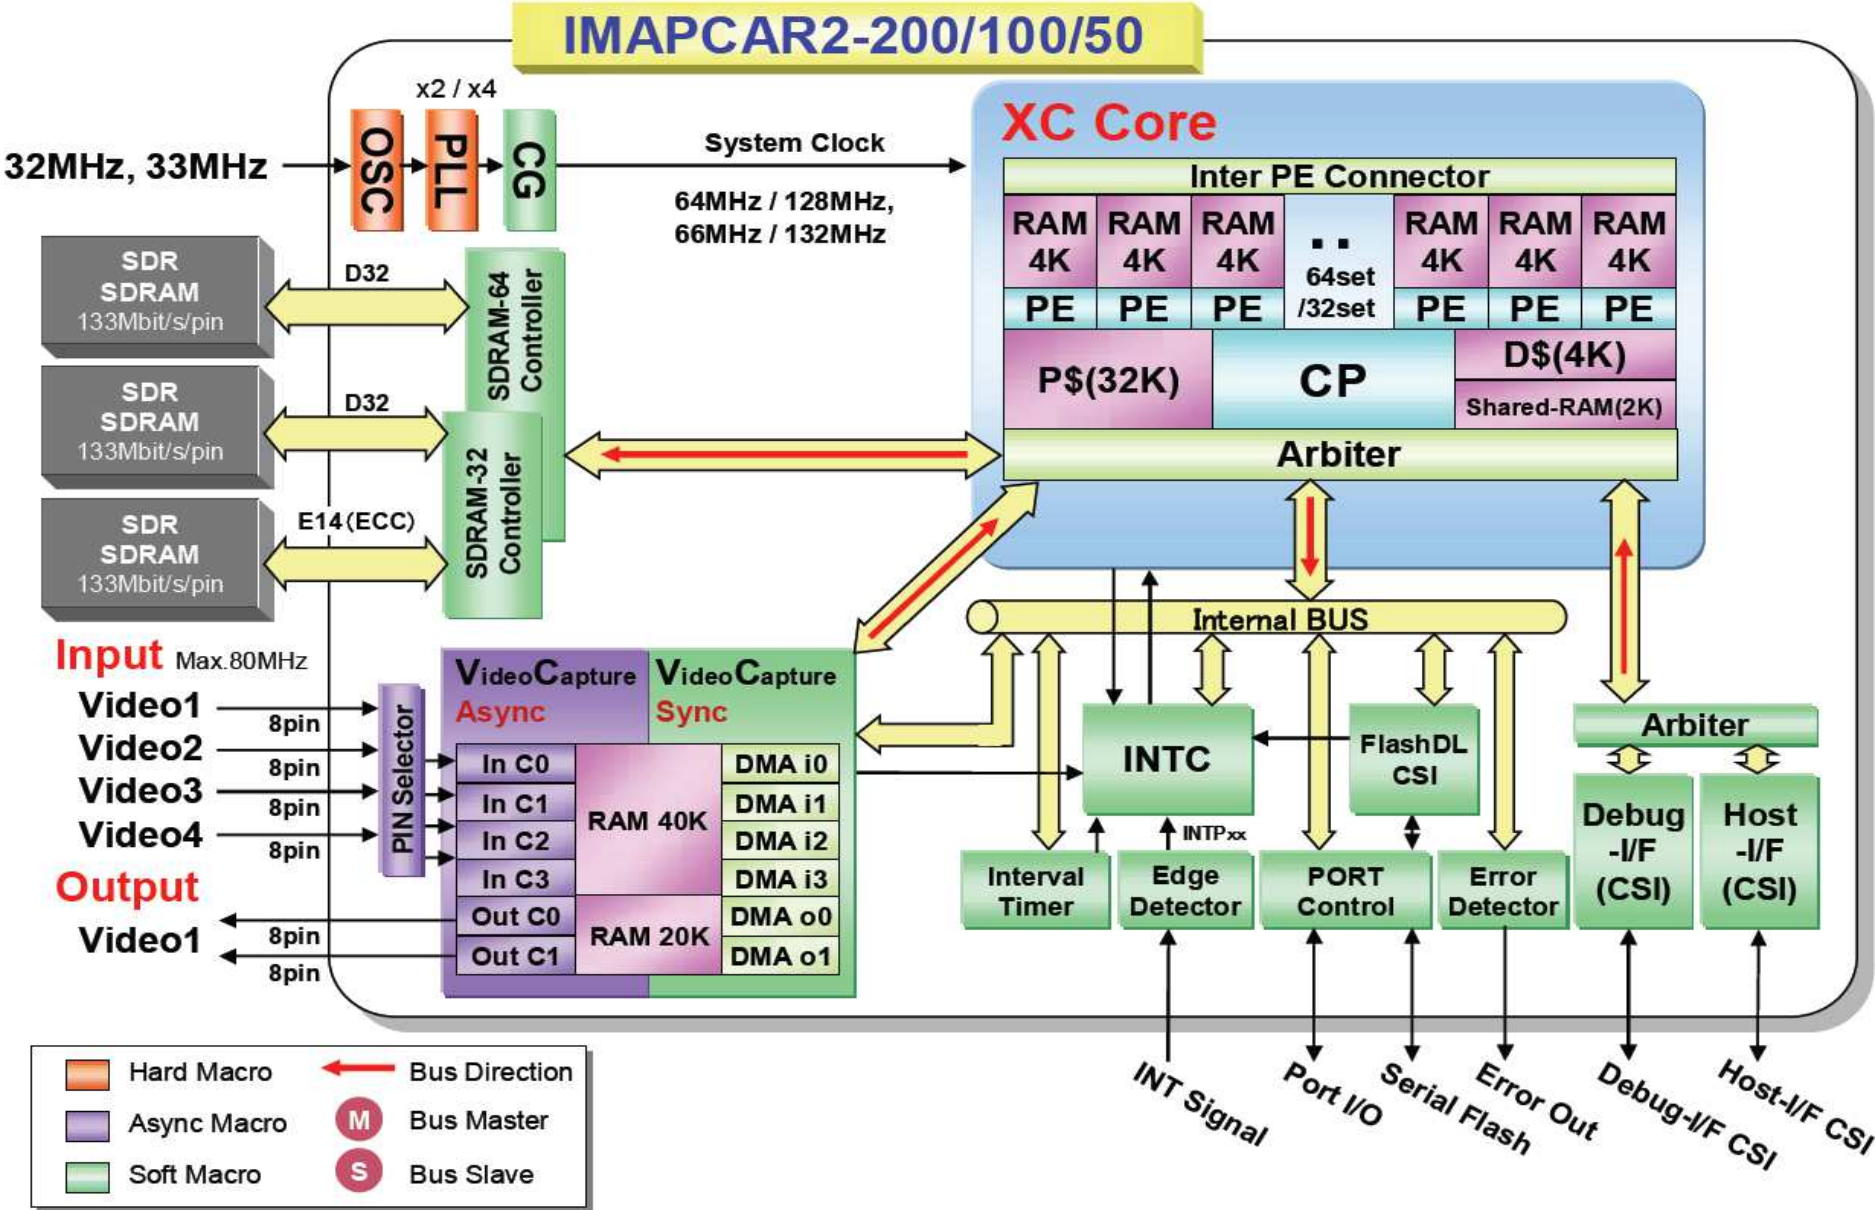 IMAPCAR2-200/100/50
x2 / x4
OSC
PLL
CG
32MHz, 33MHz
System Clock
64MHz / 128MHz,
66MHz / 132MHz
XC Core
Inter PE Connector
RAM 4K
RAM 4K
RAM 4K
. .
64set
/32set
RAM 4K
RAM 4K
RAM 4K
PE
PE
PE
PE
PE
PE
P$(32K)
CP
D$(4K)
Shared-RAM(2K)
Arbiter
SDR
SDRAM
133Mbit/s/pin
D32
SDRAM-64
Controller
SDR
SDRAM
133Mbit/s/pin
D32
SDRAM-32
Controller
SDR
SDRAM
133Mbit/s/pin
E14(ECC)
Internal BUS
Input Max.80MHz
Video1
8pin
Video2
8pin
Video3
8pin
Video4
8pin
PIN Selector
Output
Video1
8pin
8pin
VideoCapture
Async
VideoCapture
Sync
In C0
In C1
In C2
In C3
Out C0
Out C1
RAM 40K
RAM 20K
DMA i0
DMA i1
DMA i2
DMA i3
DMA o0
DMA o1
INTC
FlashDL
CSI
Arbiter
INTPxx
Interval
Timer
Edge
Detector
PORT
Control
Error
Detector
Debug
-I/F
(CSI)
Host
-I/F
(CSI)
INT Signal
Port I/O
Serial Flash
Error Out
Debug-I/F CSI
Host-I/F CSI
Hard Macro
Async Macro
Soft Macro
Bus Direction
M
Bus Master
S
Bus Slave